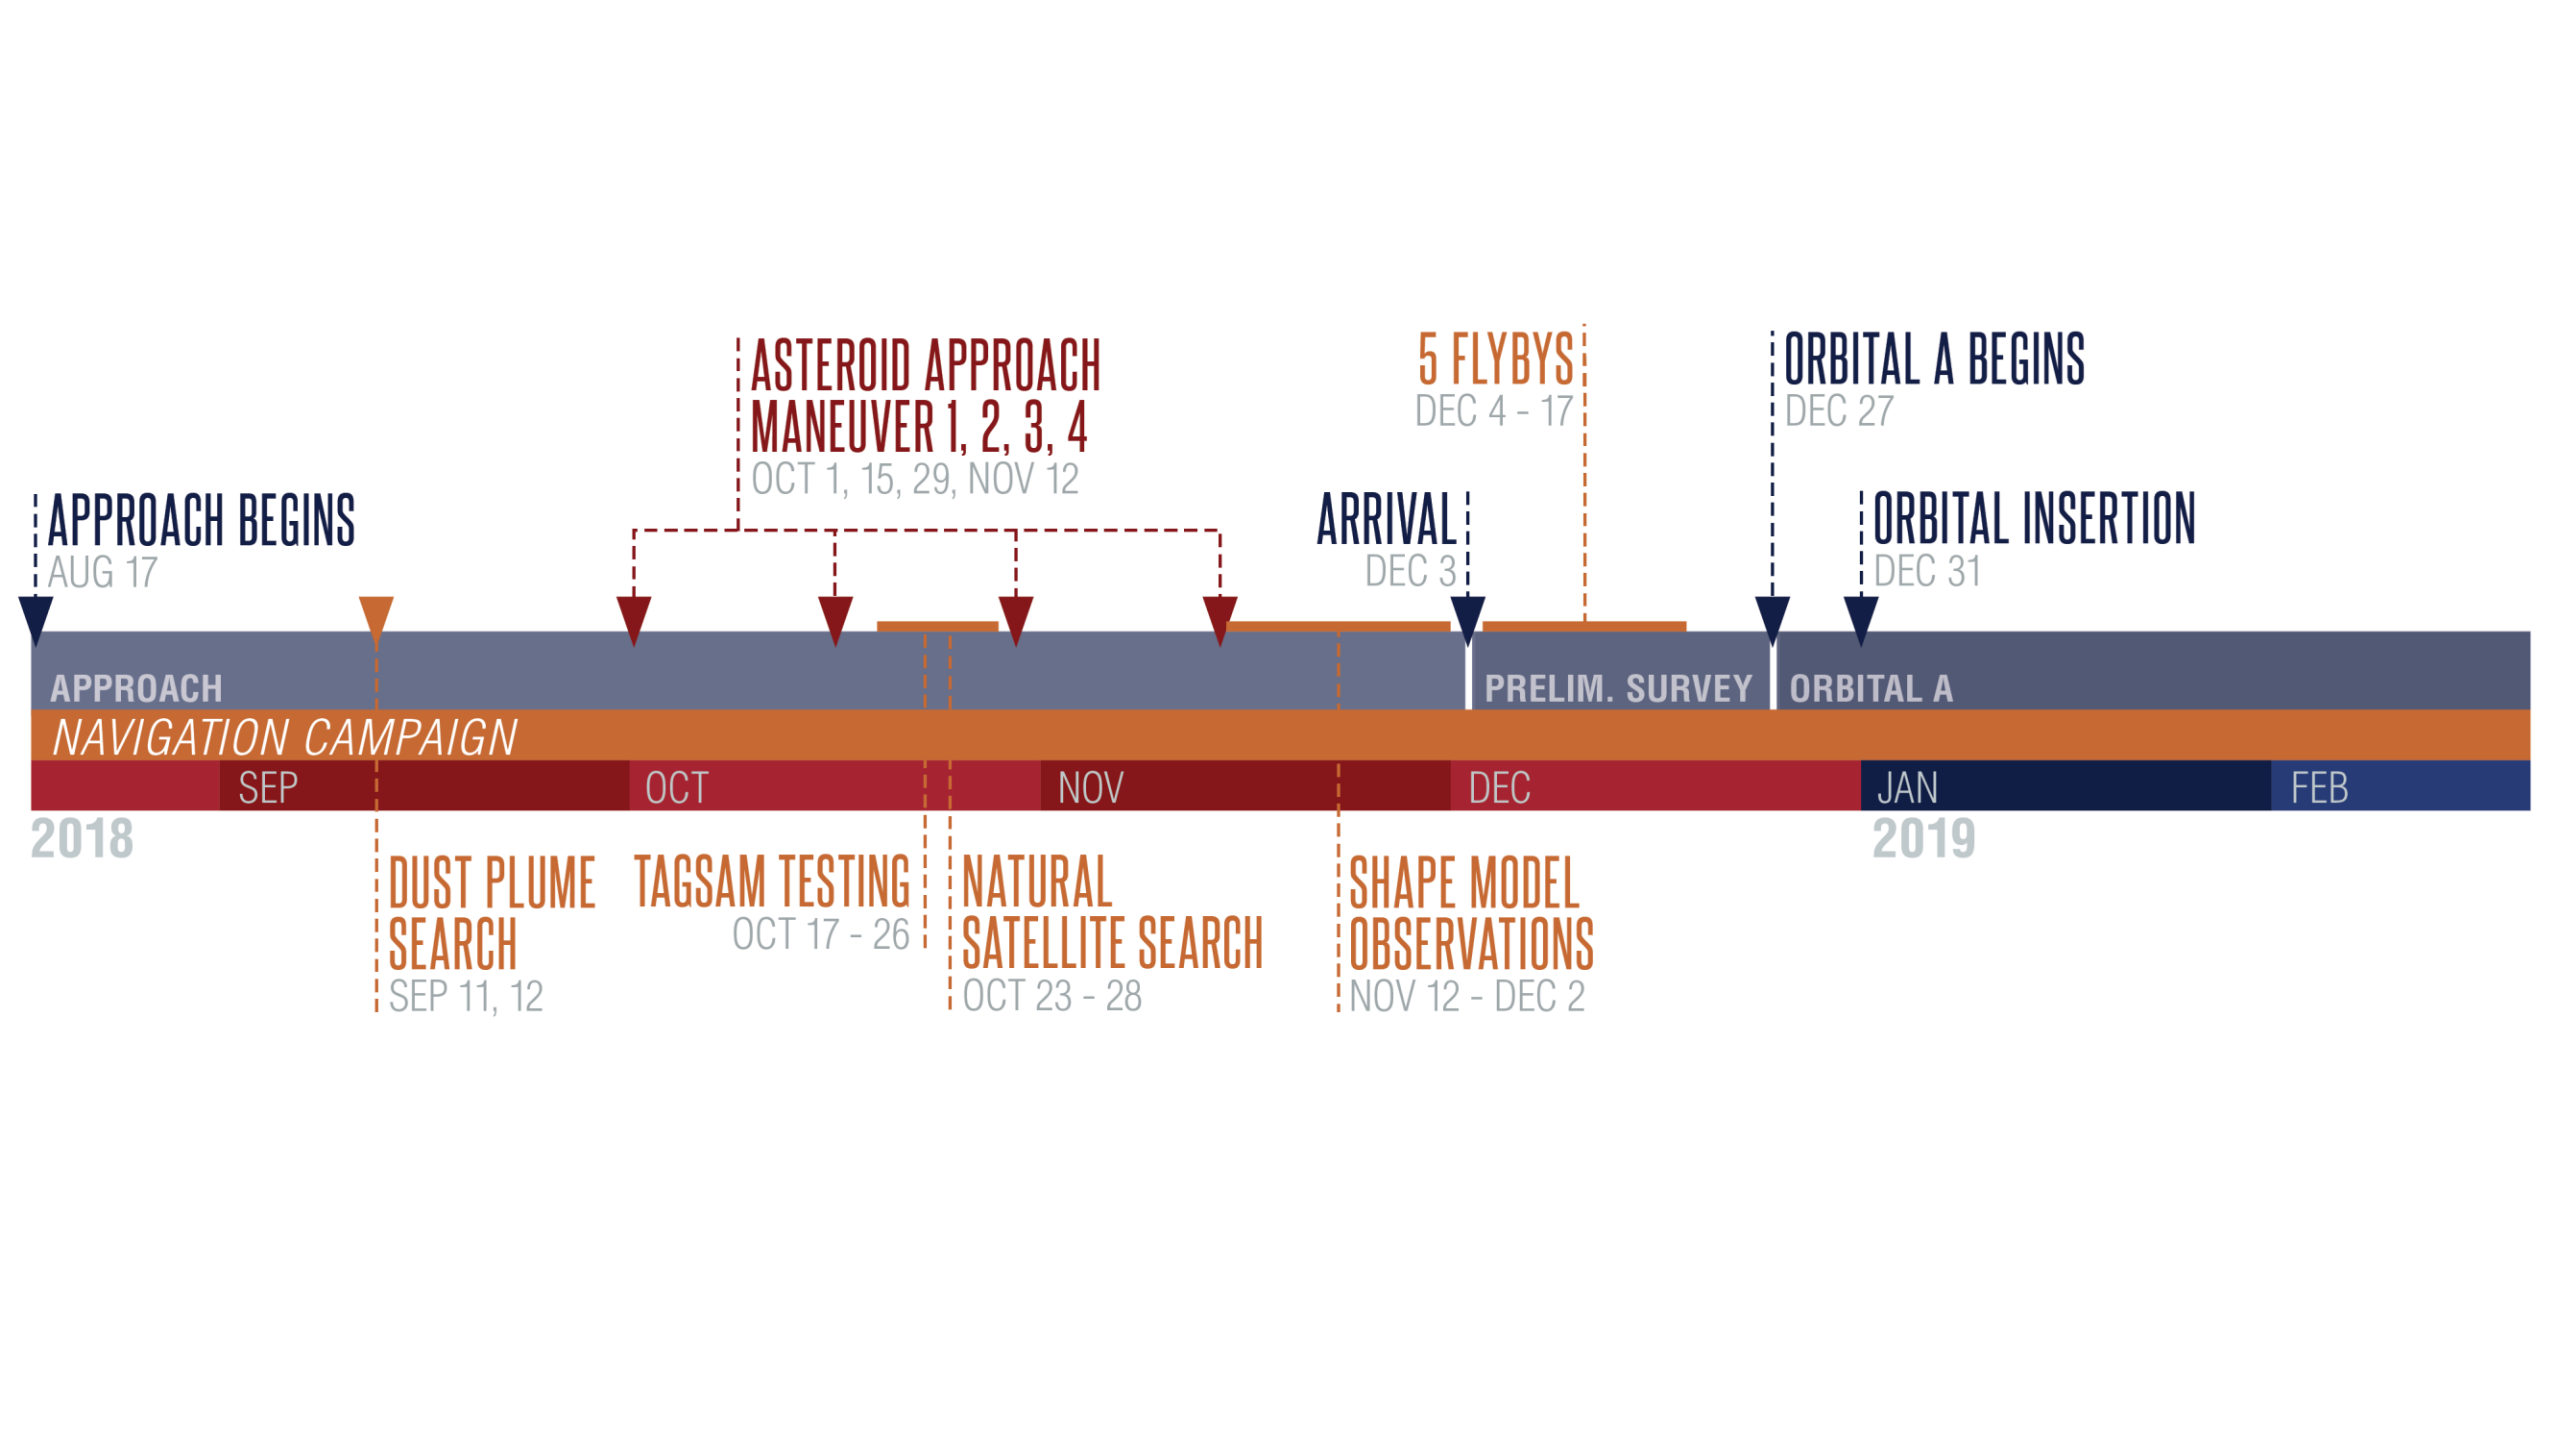 ASTEROID APPROACH
MANEUVER 1, 2, 3, 4
OCT 1, 15, 29, NOV 12
5 FLYBYS
DEC 4 - 17
ORBITAL A BEGINS
DEC 27
APPROACH BEGINS
AUG 17
ARRIVAL
DEC 3
ORBITAL INSERTION
DEC 31
APPROACH
PRELIM. SURVEY
ORBITAL A
NAVIGATION CAMPAIGN
SEP
OCT
NOV
DEC
JAN
FEB
2018
2019
DUST PLUME
SEARCH
SEP 11, 12
TAGSAM TESTING
OCT 17 - 26
NATURAL
SATELLITE SEARCH
OCT 23 - 28
SHAPE MODEL
OBSERVATIONS
NOV 12 - DEC 2